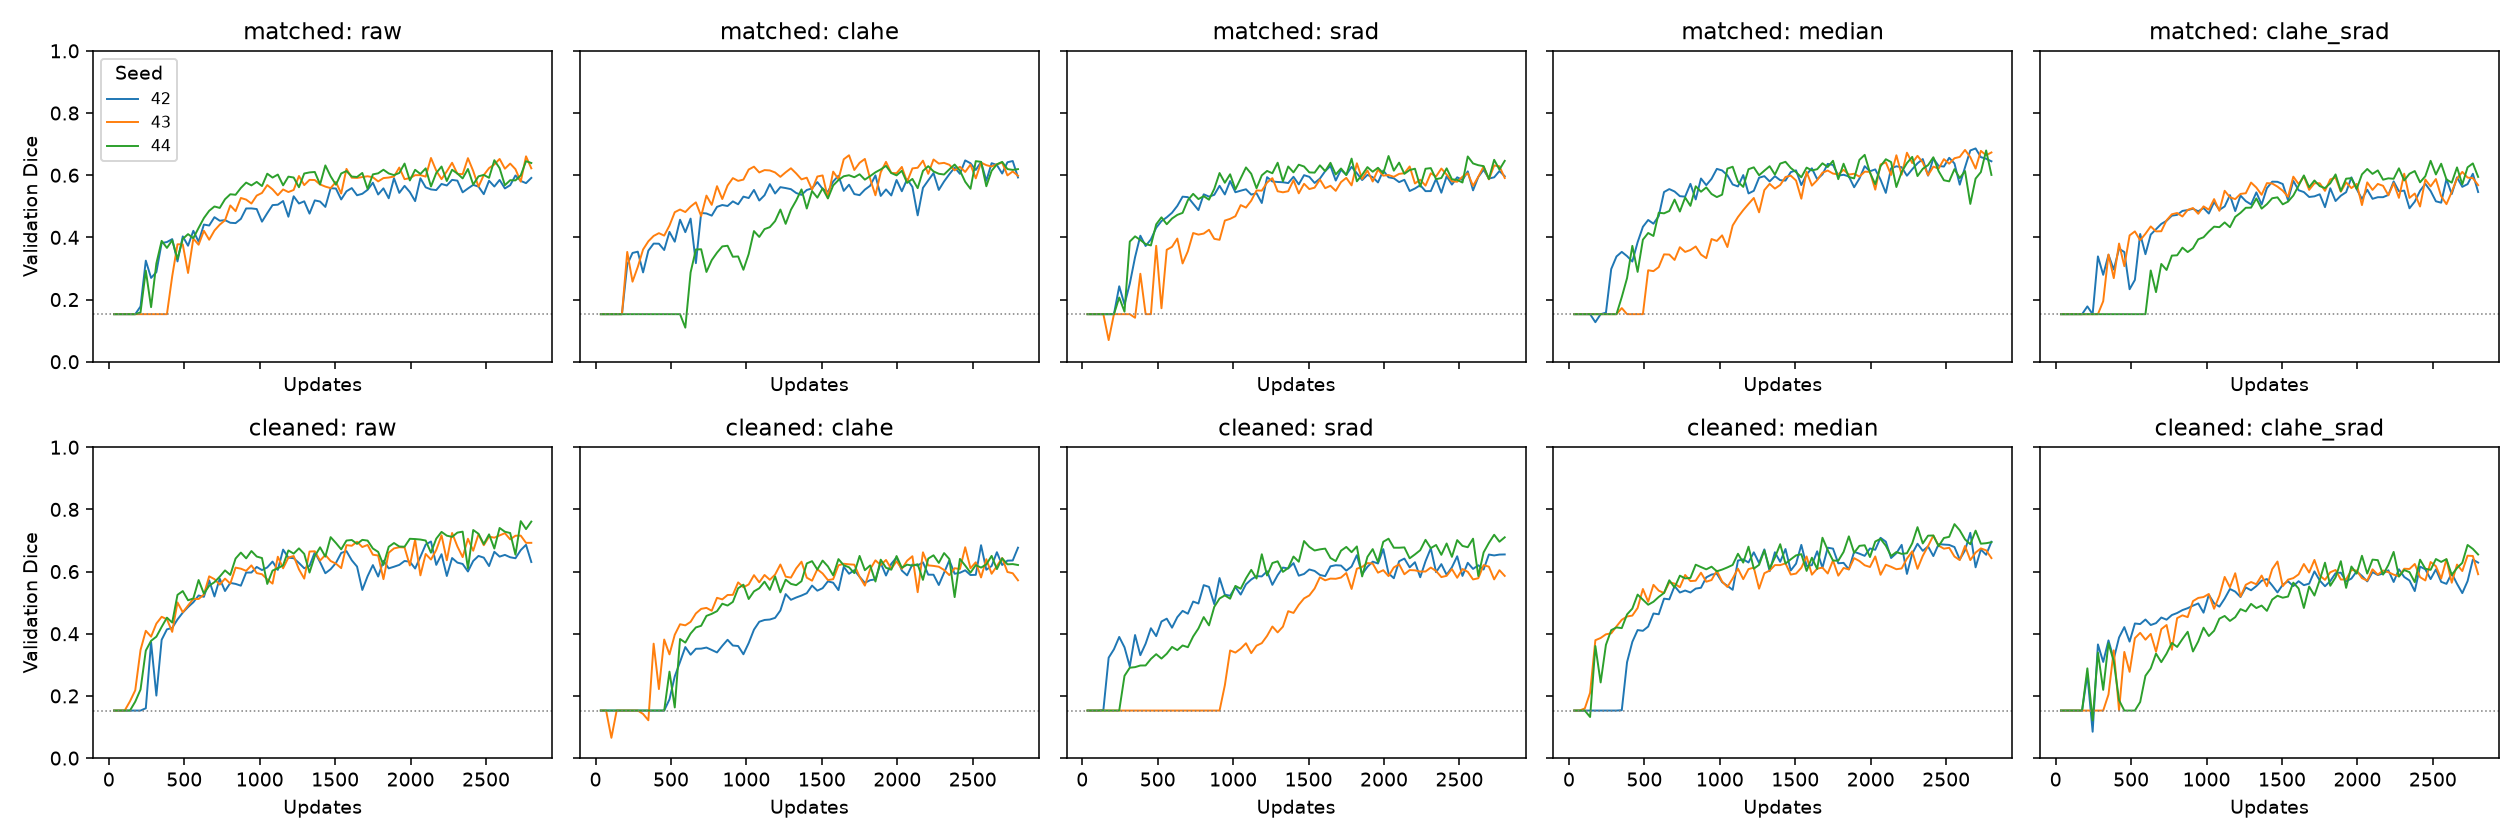 matched: raw
matched: clahe
matched: srad
matched: median
matched: clahe_srad
Validation Dice
1.0
0.8
0.6
0.4
0.2
0.0
Seed
42
43
44
Updates
Updates
Updates
Updates
Updates
cleaned: raw
cleaned: clahe
cleaned: srad
cleaned: median
cleaned: clahe_srad
Validation Dice
1.0
0.8
0.6
0.4
0.2
0.0
0 500 1000 1500 2000 2500
0 500 1000 1500 2000 2500
0 500 1000 1500 2000 2500
0 500 1000 1500 2000 2500
0 500 1000 1500 2000 2500
Updates
Updates
Updates
Updates
Updates